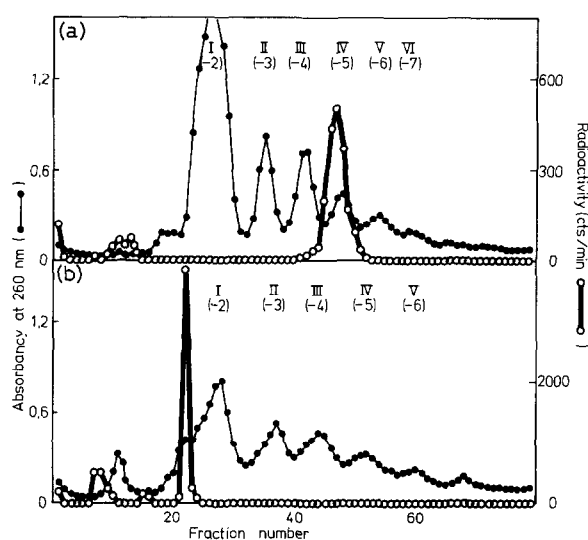 (a)
I II III IV V VI
(-2) (-3) (-4) (-5) (-6) (-7)
1,2
0,6
0
600
300
0
(b)
I II III IV V
(-2) (-3) (-4) (-5) (-6)
1,2
0,6
0
2000
0
20 40 60
Fraction number
Absorbancy at 260 nm ( )
Radioactivity (cts/min )